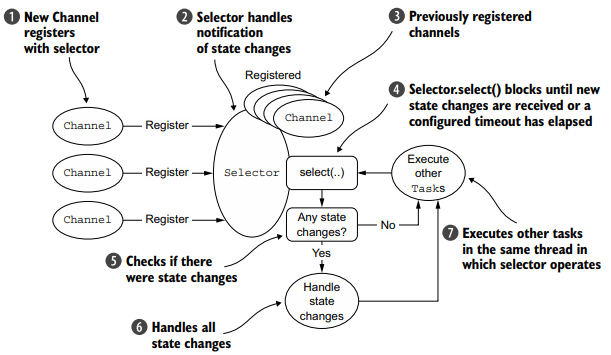 1 New Channel
registers
with selector
2 Selector handles
notification
of state changes
3 Previously registered
channels
Registered
4 Selector.select() blocks until new
state changes are received or a
configured timeout has elapsed
Channel
Channel
Register
Channel
Register
Selector
select(..)
Execute
other
Tasks
Channel
Register
Any state
changes?
No
7 Executes other tasks
in the same thread in
which selector operates
5 Checks if there
were state changes
Yes
Handle
state
changes
6 Handles all
state changes